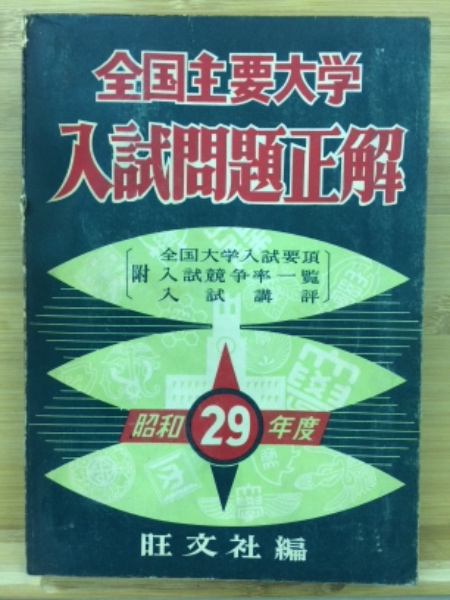 全国主要大学
入試問題正解
附
全国大学入試要項
入試競争率一覧
入試講評
昭和29年度
旺文社編